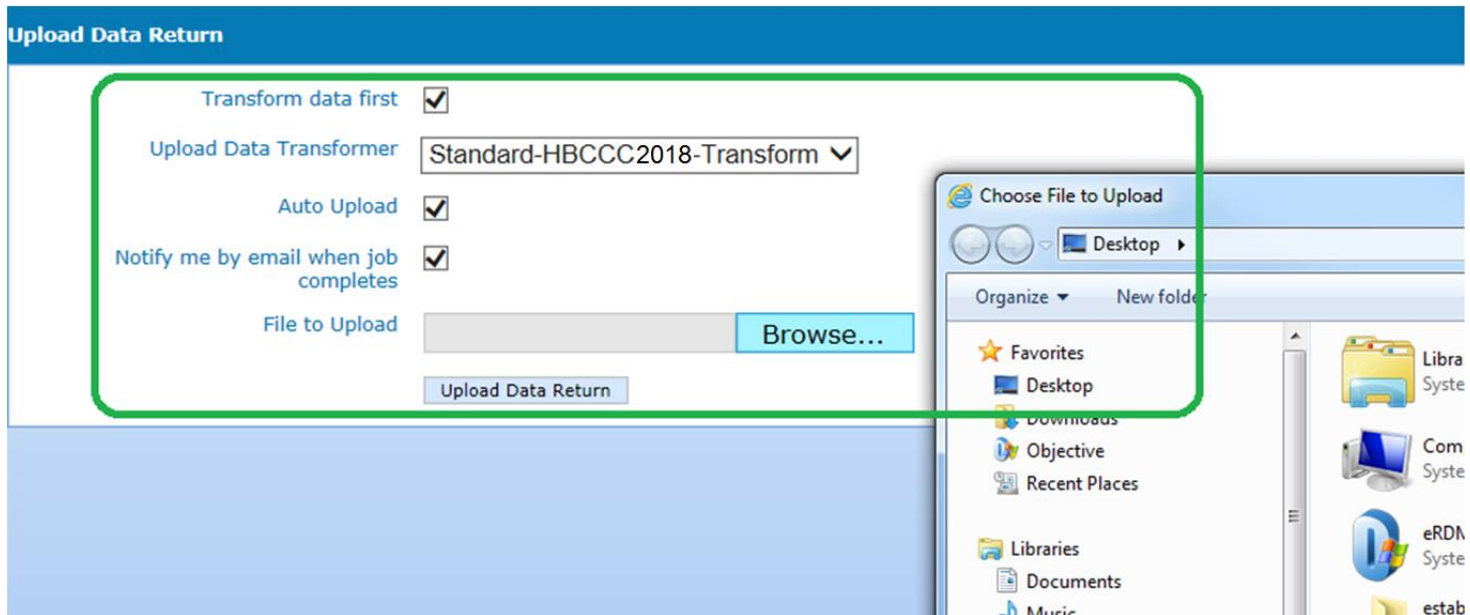 Upload Data Return
Transform data first
Upload Data Transformer
Standard-HBCCC2018-Transform
Auto Upload
Notify me by email when job
completes
File to Upload
Browse...
Upload Data Return
Choose File to Upload
Desktop
Organize
New folder
Favorites
Desktop
Downloads
Objective
Recent Places
Libraries
Documents
Music
Libra
Syste
Com
Syste
eRDM
Syste
estab